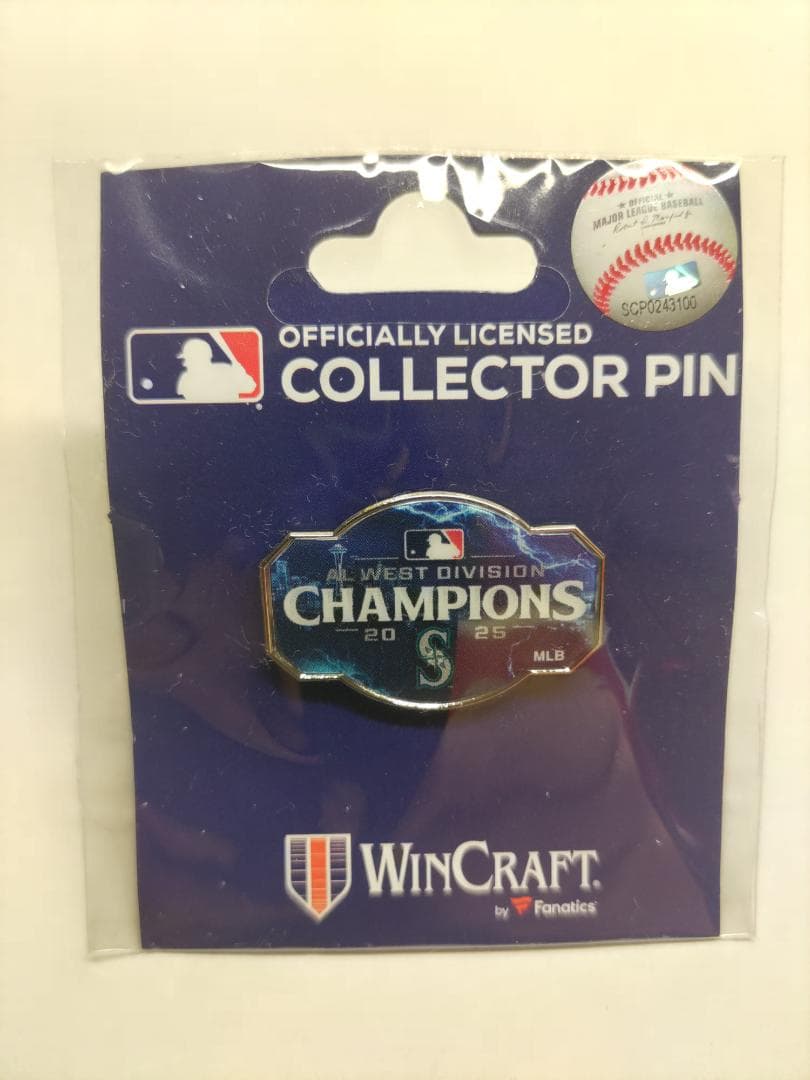 OFFICIAL
MAJOR LEAGUE BASEBALL
SCP0243100
OFFICIALLY LICENSED
COLLECTOR PIN
AL WEST DIVISION
CHAMPIONS
20 S 25
MLB
WINCRAFT.
by Fanatics